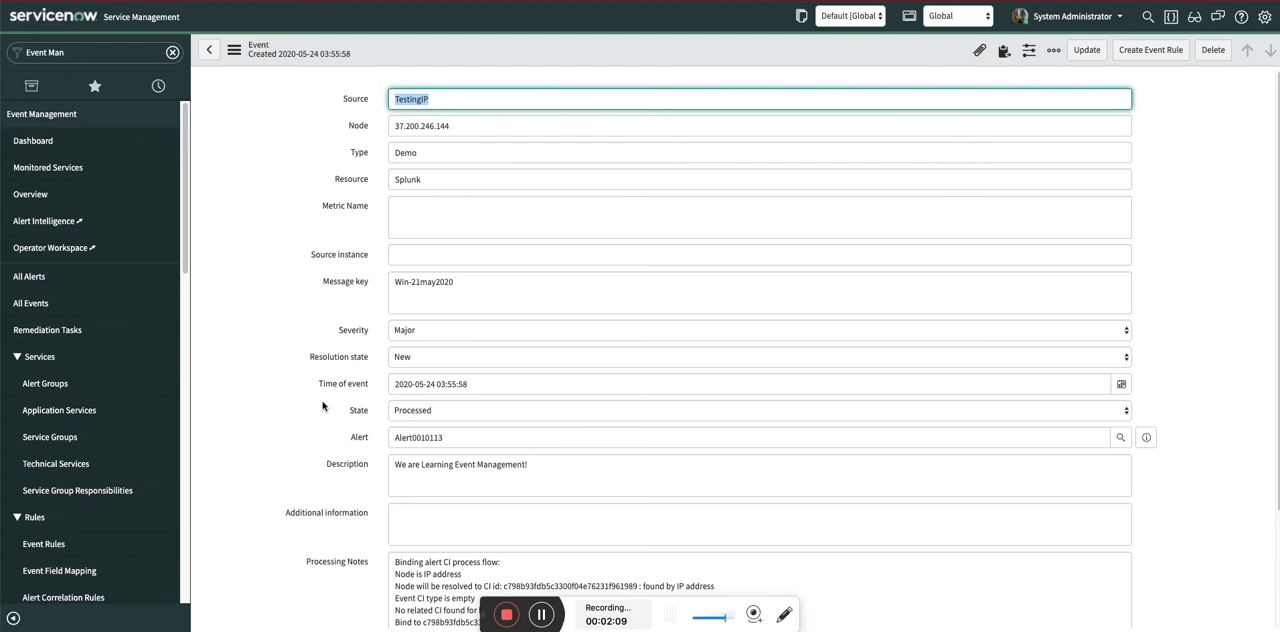 servicenow Service Management
Default [Global
Global
System Administrator
Event Man
Event
Created 2020-05-24 03:55:58
Update
Create Event Rule
Delete
Event Management
Dashboard
Monitored Services
Overview
Alert Intelligence
Operator Workspace
All Alerts
All Events
Remediation Tasks
Services
Alert Groups
Application Services
Service Groups
Technical Services
Service Group Responsibilities
Rules
Event Rules
Event Field Mapping
Alert Correlation Rules
Source TestingIP
Node 37.200.246.144
Type Demo
Resource Splunk
Metric Name
Source instance
Message key Win-21may2020
Severity Major
Resolution state New
Time of event 2020-05-24 03:55:58
State Processed
Alert Alert0010113
Description We are Learning Event Management!
Additional information
Processing Notes Binding alert CI process flow:
Node is IP address
Node will be resolved to CI id: c798b93fdb5c3300f04e76231f961989 : found by IP address
Event CI type is empty
No related CI found for
Bind to c798b93fdb5c
Recording...
00:02:09